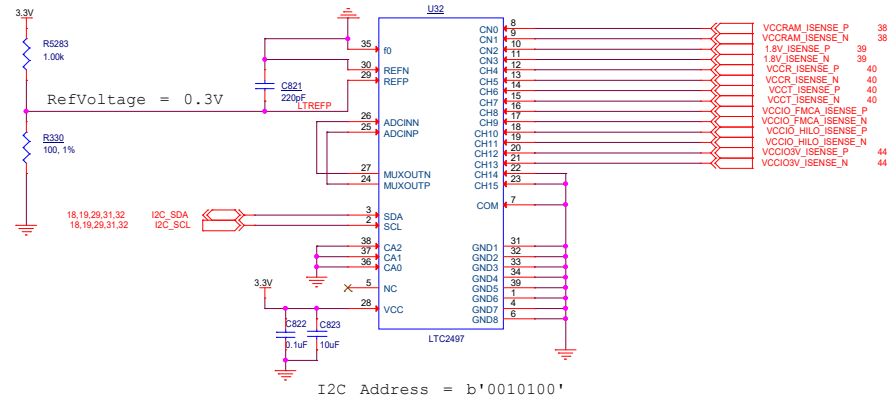 3.3V
R5283
1.00k
RefVoltage = 0.3V
R330
100, 1%
C821
220pF
LTREFP
U32
35 f0
30 REFN
29 REFP
26 ADCINN
25 ADCINP
27 MUXOUTN
24 MUXOUTP
18,19,29,31,32 I2C_SDA 3 SDA
18,19,29,31,32 I2C_SCL 2 SCL
38 CA2
37 CA1
36 CA0
5 NC
3.3V
28 VCC
C822
0.1uF
C823
10uF
CN0 8 VCCRAM_ISENSE_P 38
CN1 9 VCCRAM_ISENSE_N 38
CN2 10 1.8V_ISENSE_P 39
CN3 11 1.8V_ISENSE_N 39
CH4 12 VCCR_ISENSE_P 40
CH5 13 VCCR_ISENSE_N 40
CH6 14 VCCT_ISENSE_P 40
CH7 15 VCCT_ISENSE_N 40
CH8 16 VCCIO_FMCA_ISENSE_P
CH9 17 VCCIO_FMCA_ISENSE_N
CH10 18 VCCIO_HILO_ISENSE_P
CH11 19 VCCIO_HILO_ISENSE_N
CH12 20 VCCIO3V_ISENSE_P 44
CH13 21 VCCIO3V_ISENSE_N 44
CH14 22
CH15 23
COM 7
GND1 31
GND2 32
GND3 33
GND4 34
GND5 39
GND6 1
GND7 4
GND8 6
LTC2497
I2C Address = b'0010100'